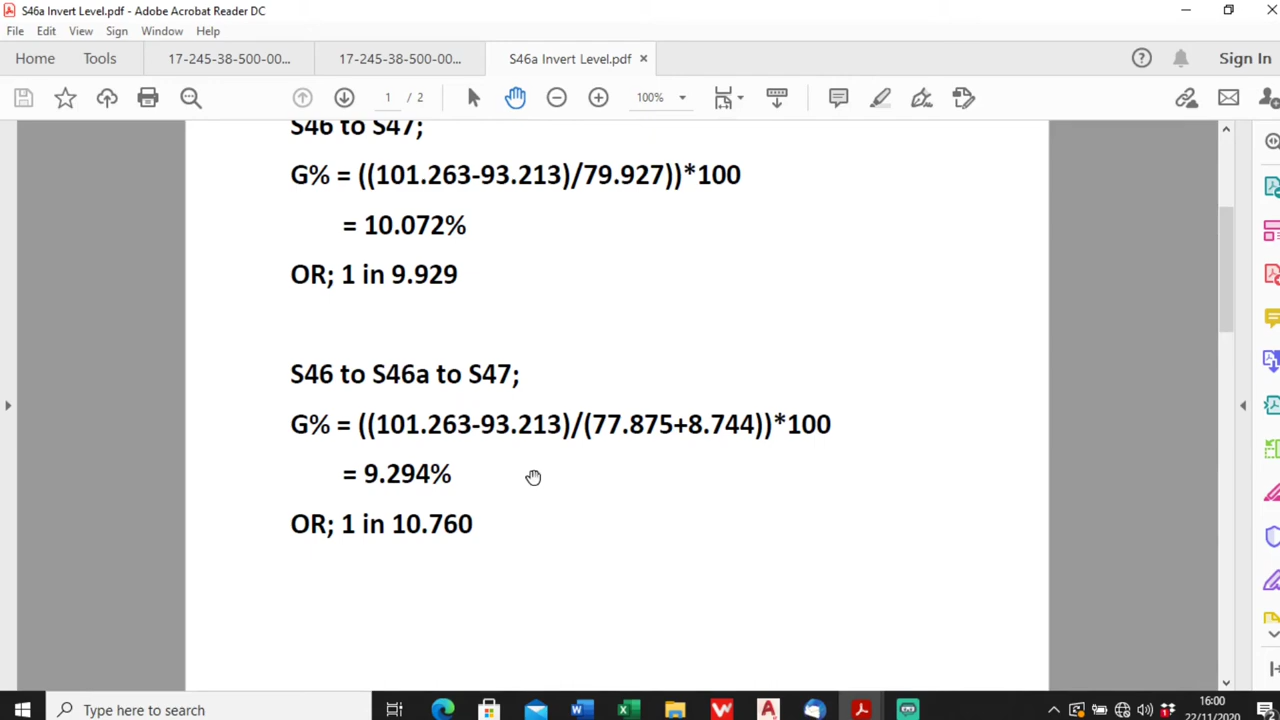 S46a Invert Level.pdf - Adobe Acrobat Reader DC
File Edit View Sign Window Help
Home Tools 17-245-38-500-00... 17-245-38-500-00... S46a Invert Level.pdf × Sign In
1 / 2 100%
S46 to S47;
G% = ((101.263-93.213)/79.927))*100
= 10.072%
OR; 1 in 9.929
S46 to S46a to S47;
G% = ((101.263-93.213)/(77.875+8.744))*100
= 9.294%
OR; 1 in 10.760
Type here to search
16:00
22/11/2020